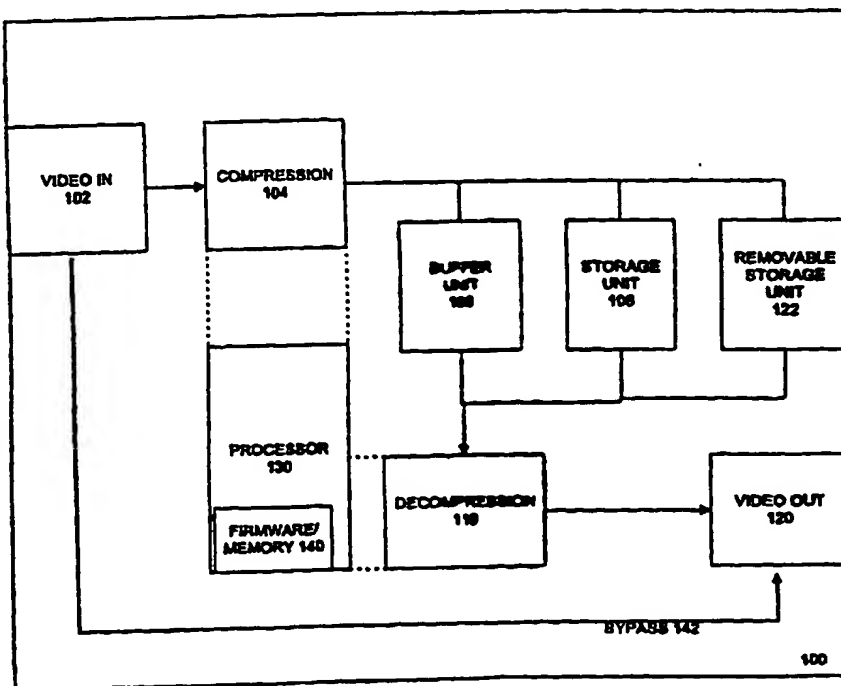 VIDEO IN
102
COMPRESSION
104
BUFFER
UNIT
STORAGE
UNIT
REMOVABLE
STORAGE
UNIT
122
PROCESSOR
130
FIRMWARE/
MEMORY 140
DECOMPRESSION
VIDEO OUT
120
BYPASS 142
100